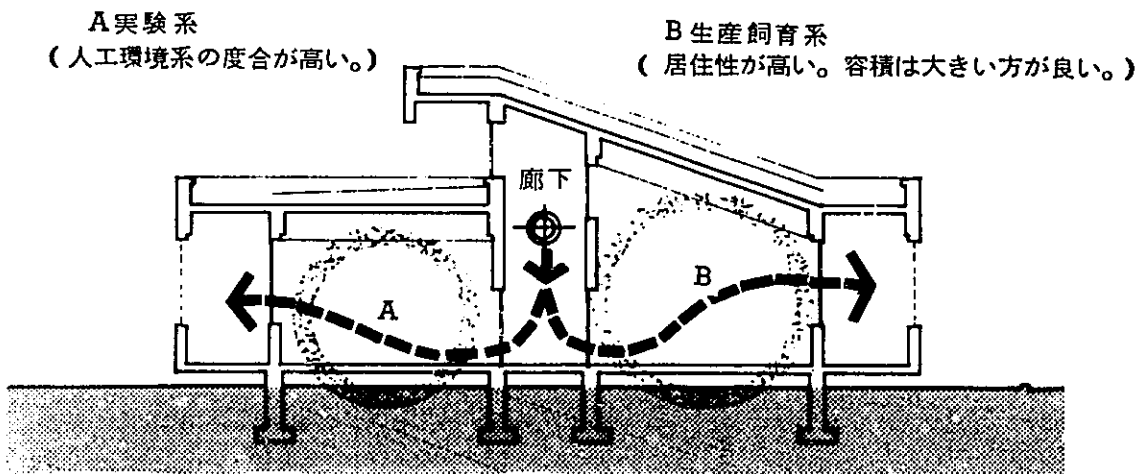 A実験系
(人工環境系の度合が高い。)
B生産飼育系
(居住性が高い。容積は大きい方が良い。)
廊下
A
B